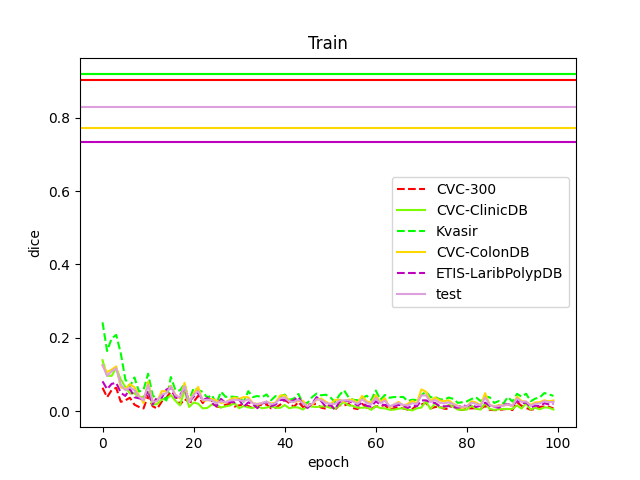 Train
dice
0.8
0.6
0.4
0.2
0.0
CVC-300
CVC-ClinicDB
Kvasir
CVC-ColonDB
ETIS-LaribPolypDB
test
0 20 40 60 80 100
epoch